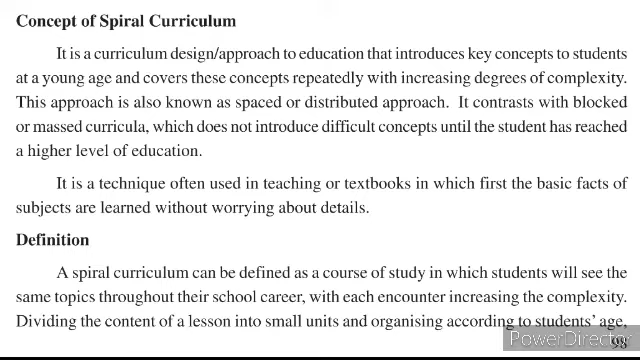 Concept of Spiral Curriculum
It is a curriculum design/approach to education that introduces key concepts to students
at a young age and covers these concepts repeatedly with increasing degrees of complexity.
This approach is also known as spaced or distributed approach. It contrasts with blocked
or massed curricula, which does not introduce difficult concepts until the student has reached
a higher level of education.
It is a technique often used in teaching or textbooks in which first the basic facts of
subjects are learned without worrying about details.
Definition
A spiral curriculum can be defined as a course of study in which students will see the
same topics throughout their school career, with each encounter increasing the complexity.
Dividing the content of a lesson into small units and organising according to students' age,
PowerDirector
98